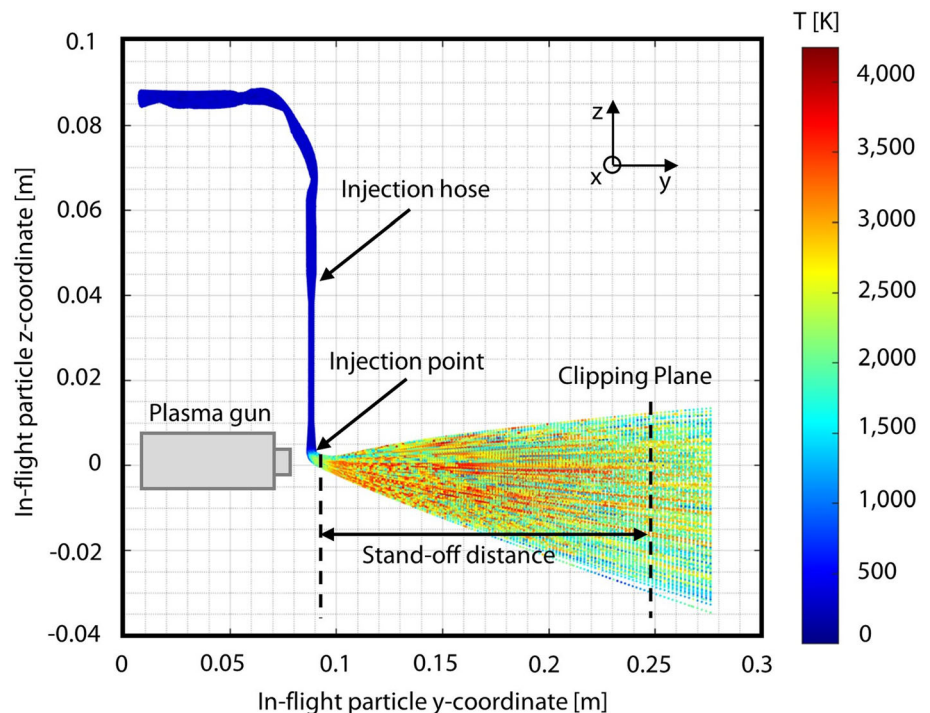 T [K]
0.1
0.08
0.06
0.04
0.02
0
-0.02
-0.04
In-flight particle z-coordinate [m]
z
x
y
Injection hose
Injection point
Clipping Plane
Plasma gun
Stand-off distance
0
0.05
0.1
0.15
0.2
0.25
0.3
In-flight particle y-coordinate [m]
4,000
3,500
3,000
2,500
2,000
1,500
1,000
500
0